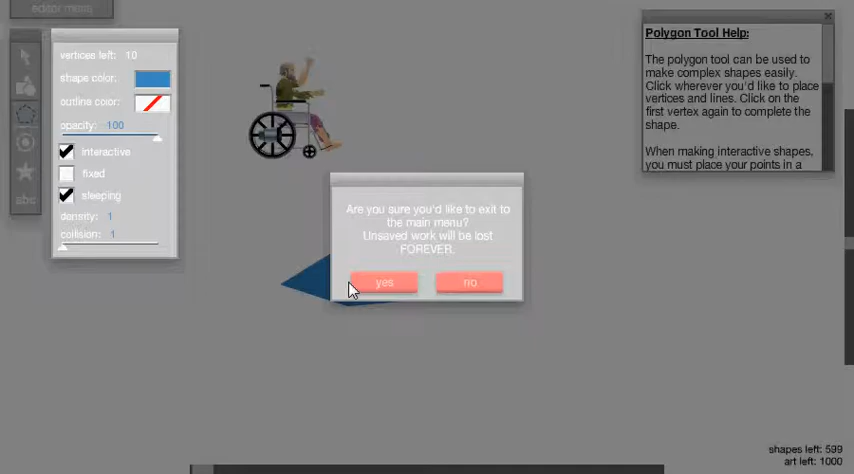 editor menu
vertices left: 10
shape color:
outline color:
opacity: 100
interactive
fixed
sleeping
density: 1
collision: 1
abc
Are you sure you'd like to exit to
the main menu?
Unsaved work will be lost
FOREVER.
yes
no
Polygon Tool Help:
The polygon tool can be used to
make complex shapes easily.
Click wherever you'd like to place
vertices and lines. Click on the
first vertex again to complete the
shape.
When making interactive shapes,
you must place your points in a
shapes left: 599
art left: 1000